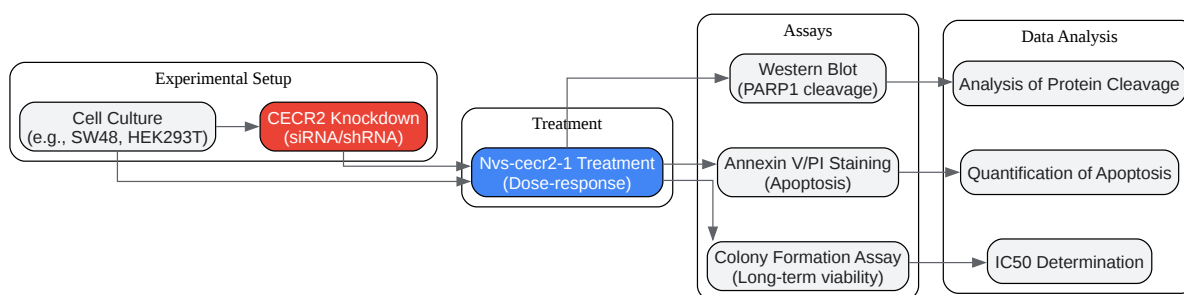 Experimental Setup
Cell Culture
(e.g., SW48, HEK293T)
CECR2 Knockdown
(siRNA/shRNA)
Treatment
Nvs-cecr2-1 Treatment
(Dose-response)
Assays
Western Blot
(PARP1 cleavage)
Annexin V/PI Staining
(Apoptosis)
Colony Formation Assay
(Long-term viability)
Data Analysis
Analysis of Protein Cleavage
Quantification of Apoptosis
IC50 Determination